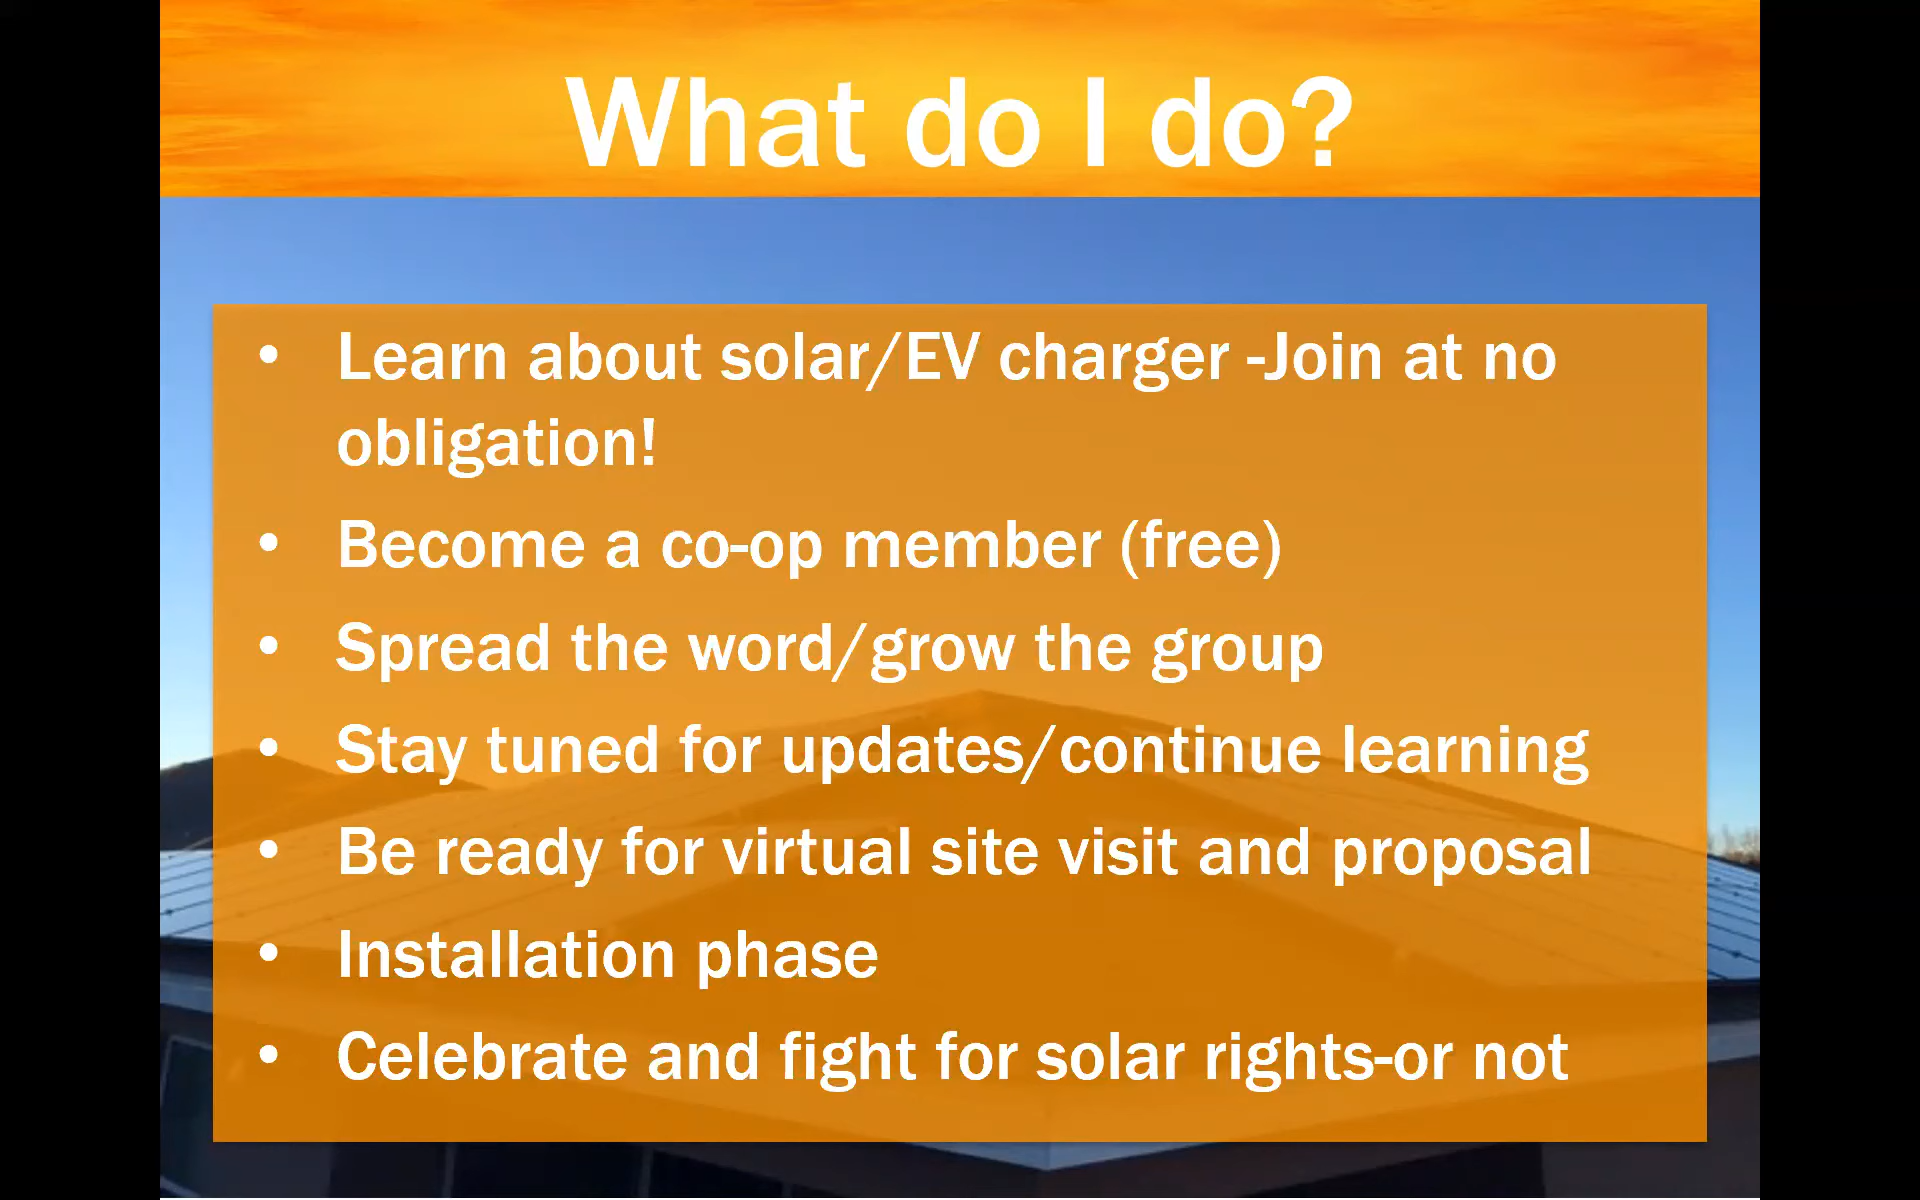 What do I do?
• Learn about solar/EV charger -Join at no
obligation!
• Become a co-op member (free)
• Spread the word/grow the group
• Stay tuned for updates/continue learning
• Be ready for virtual site visit and proposal
• Installation phase
• Celebrate and fight for solar rights-or not